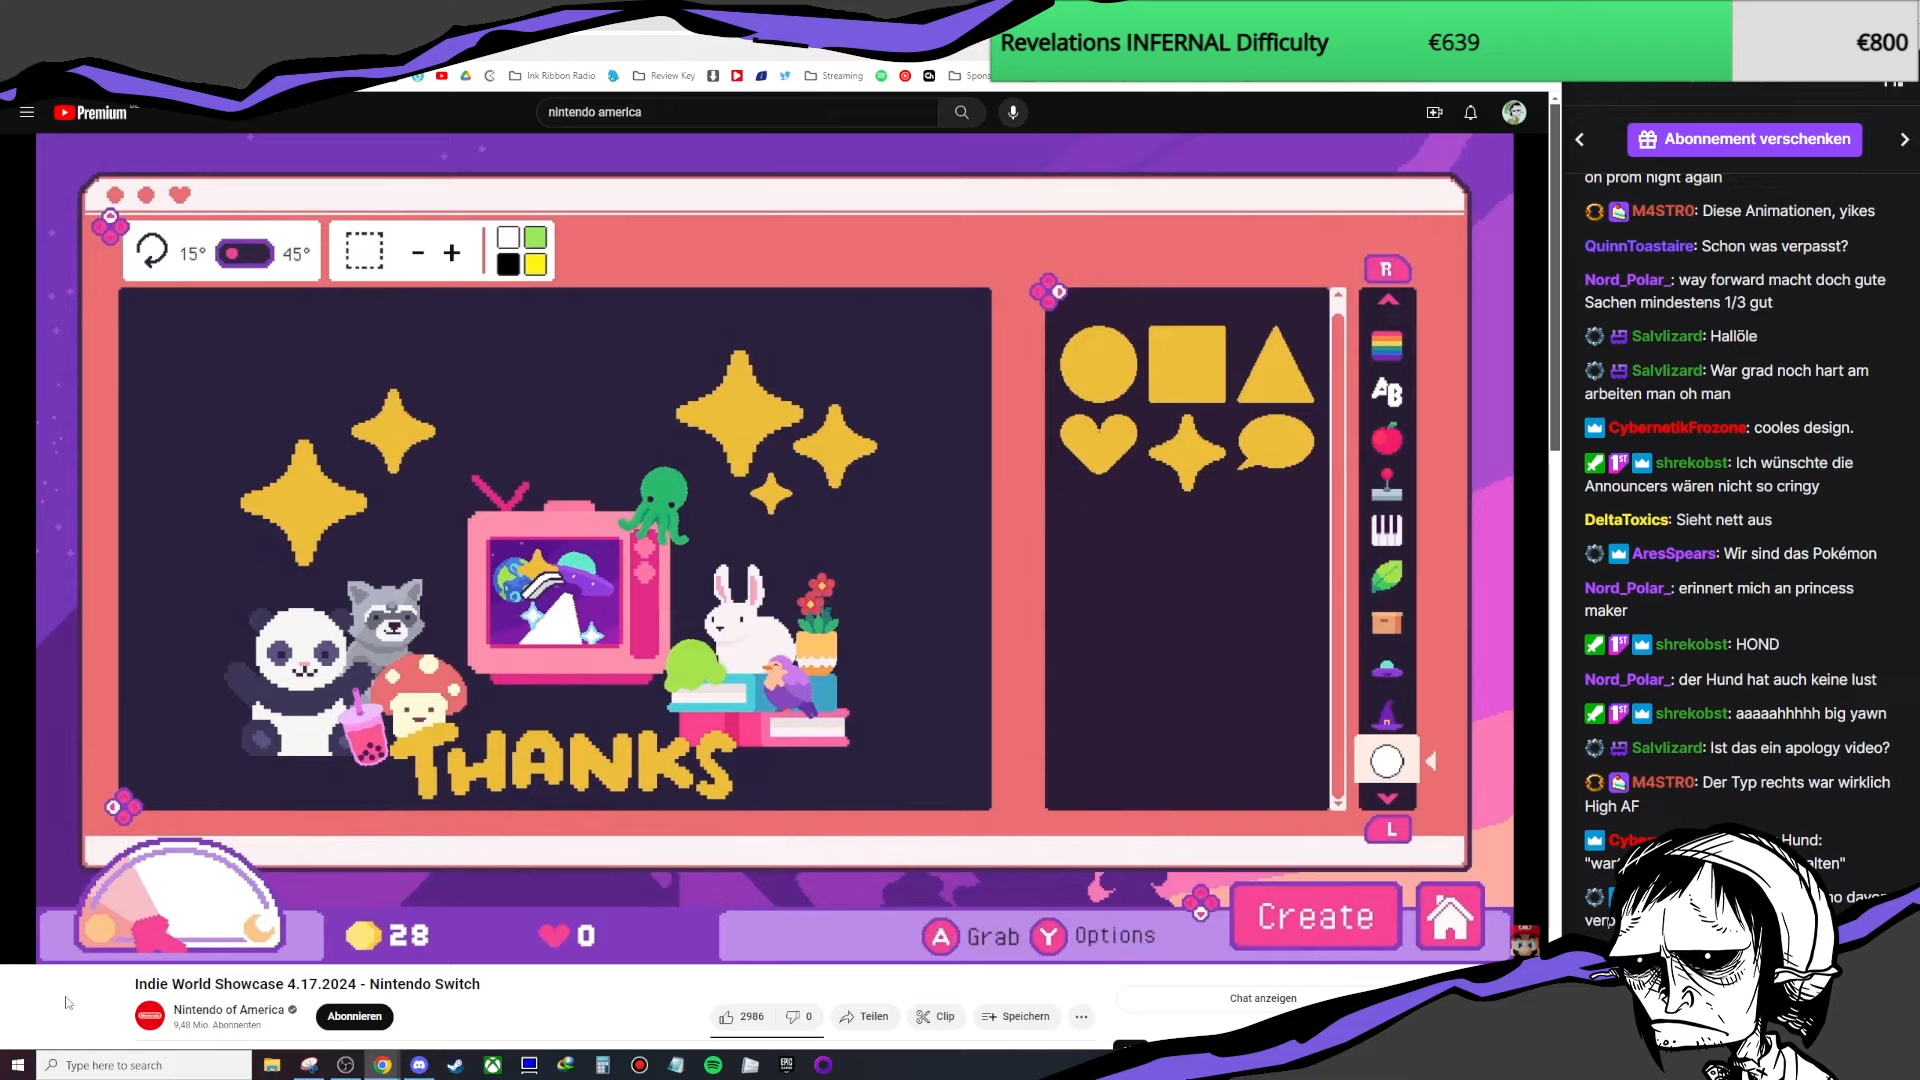 Revelations INFERNAL Difficulty €639 €800
Ink Ribbon Radio Review Key Streaming
Premium
nintendo america
Abonnement verschenken
on prom night again
M4STR0: Diese Animationen, yikes
QuinnToastaire: Schon was verpasst?
Nord_Polar_: way forward macht doch gute
Sachen mindestens 1/3 gut
Salvlizard: Hallöle
Salvlizard: War grad noch hart am
arbeiten man oh man
CybernetikFrozone: cooles design.
shrekobst: Ich wünschte die
Announcers wären nicht so cringy
DeltaToxics: Sieht nett aus
AresSpears: Wir sind das Pokémon
Nord_Polar_: erinnert mich an princess
maker
shrekobst: HOND
Nord_Polar_: der Hund hat auch keine lust
shrekobst: aaaaahhhhh big yawn
Salvlizard: Ist das ein apology video?
M4STR0: Der Typ rechts war wirklich
High AF
Hund:
15° 45° - +
R
AB
THANKS
L
28 0
A Grab Y Options
Create
Indie World Showcase 4.17.2024 - Nintendo Switch
Nintendo of America
9,48 Mio. Abonnenten
Abonnieren
2986 0 Teilen Clip Speichern
Chat anzeigen
Type here to search